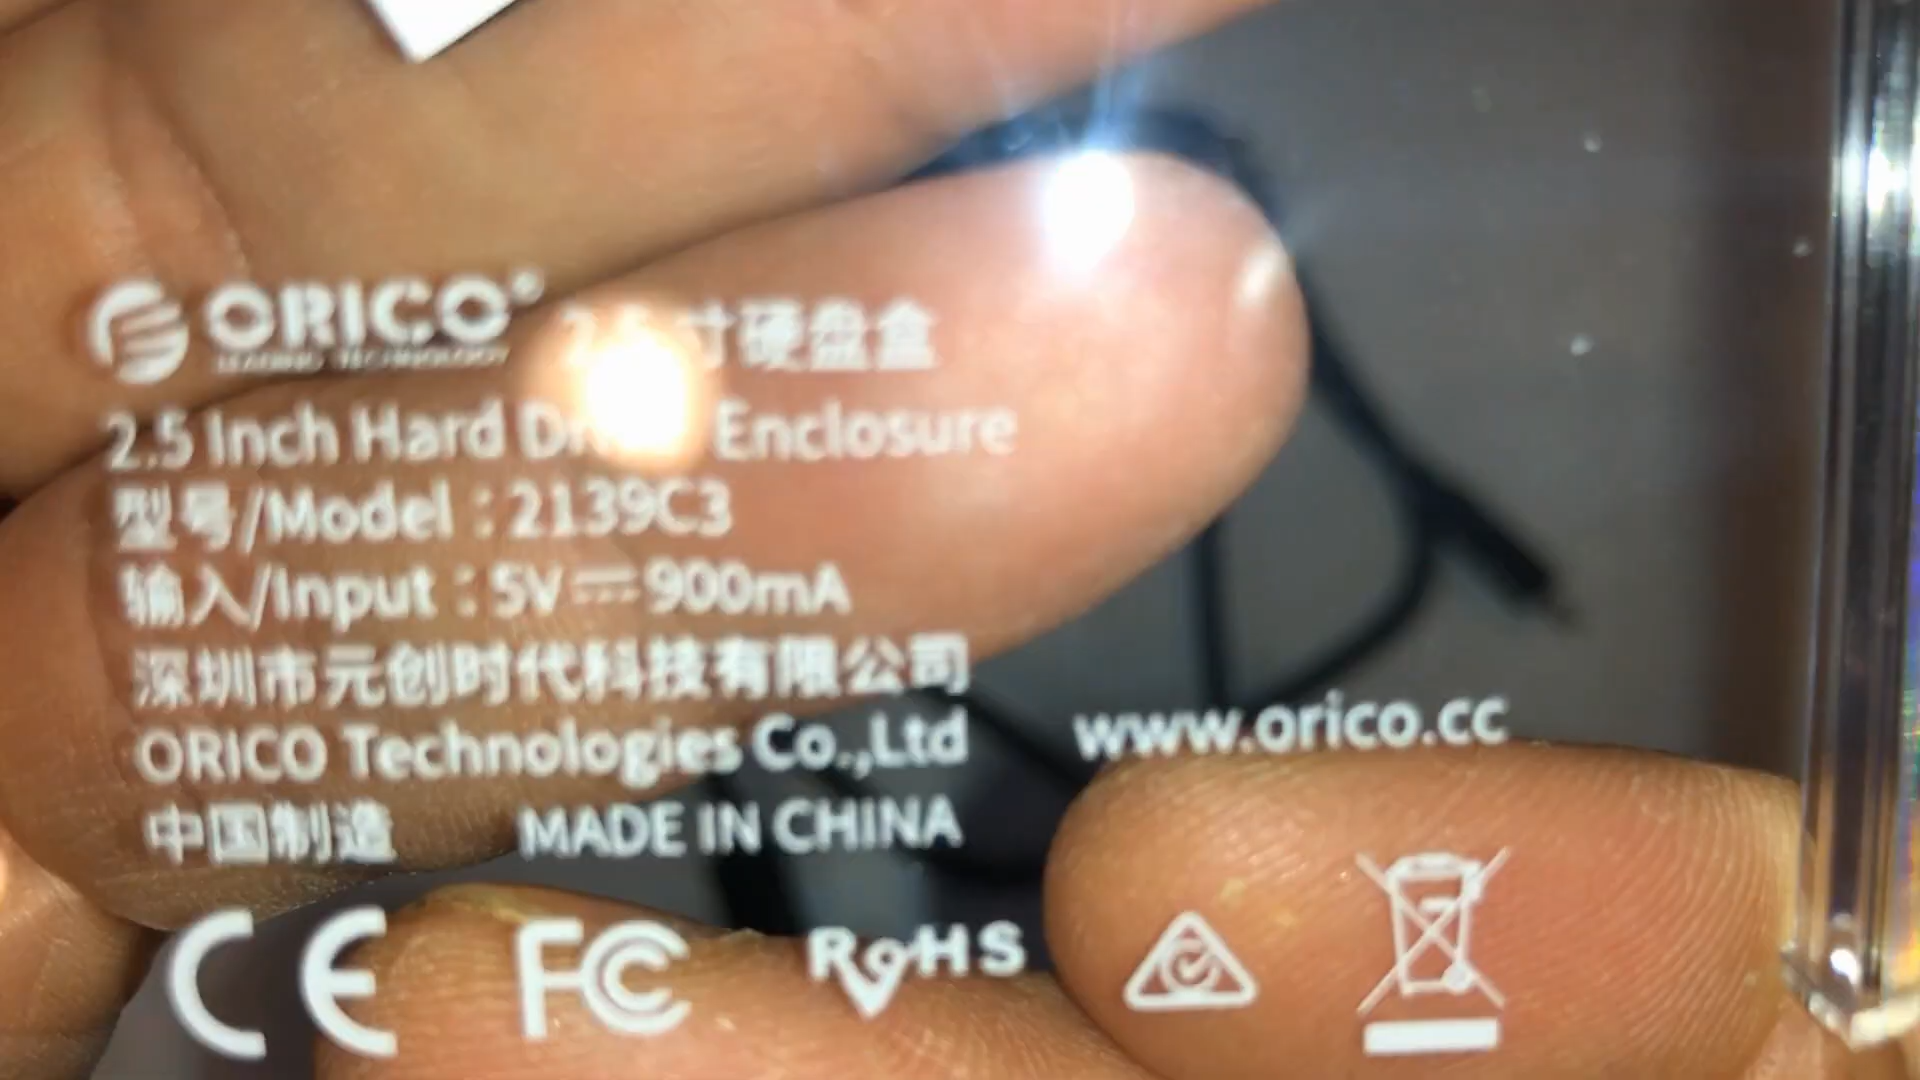 ORICO®
LEADING TECHNOLOGY
寸硬盘盒
2.5 Inch Hard Enclosure
型号/Model : 2139C3
输入/Input : 5V⎓900mA
深圳市元创时代科技有限公司
ORICO Technologies Co.,Ltd
www.orico.cc
中国制造 MADE IN CHINA
CE FC RoHS